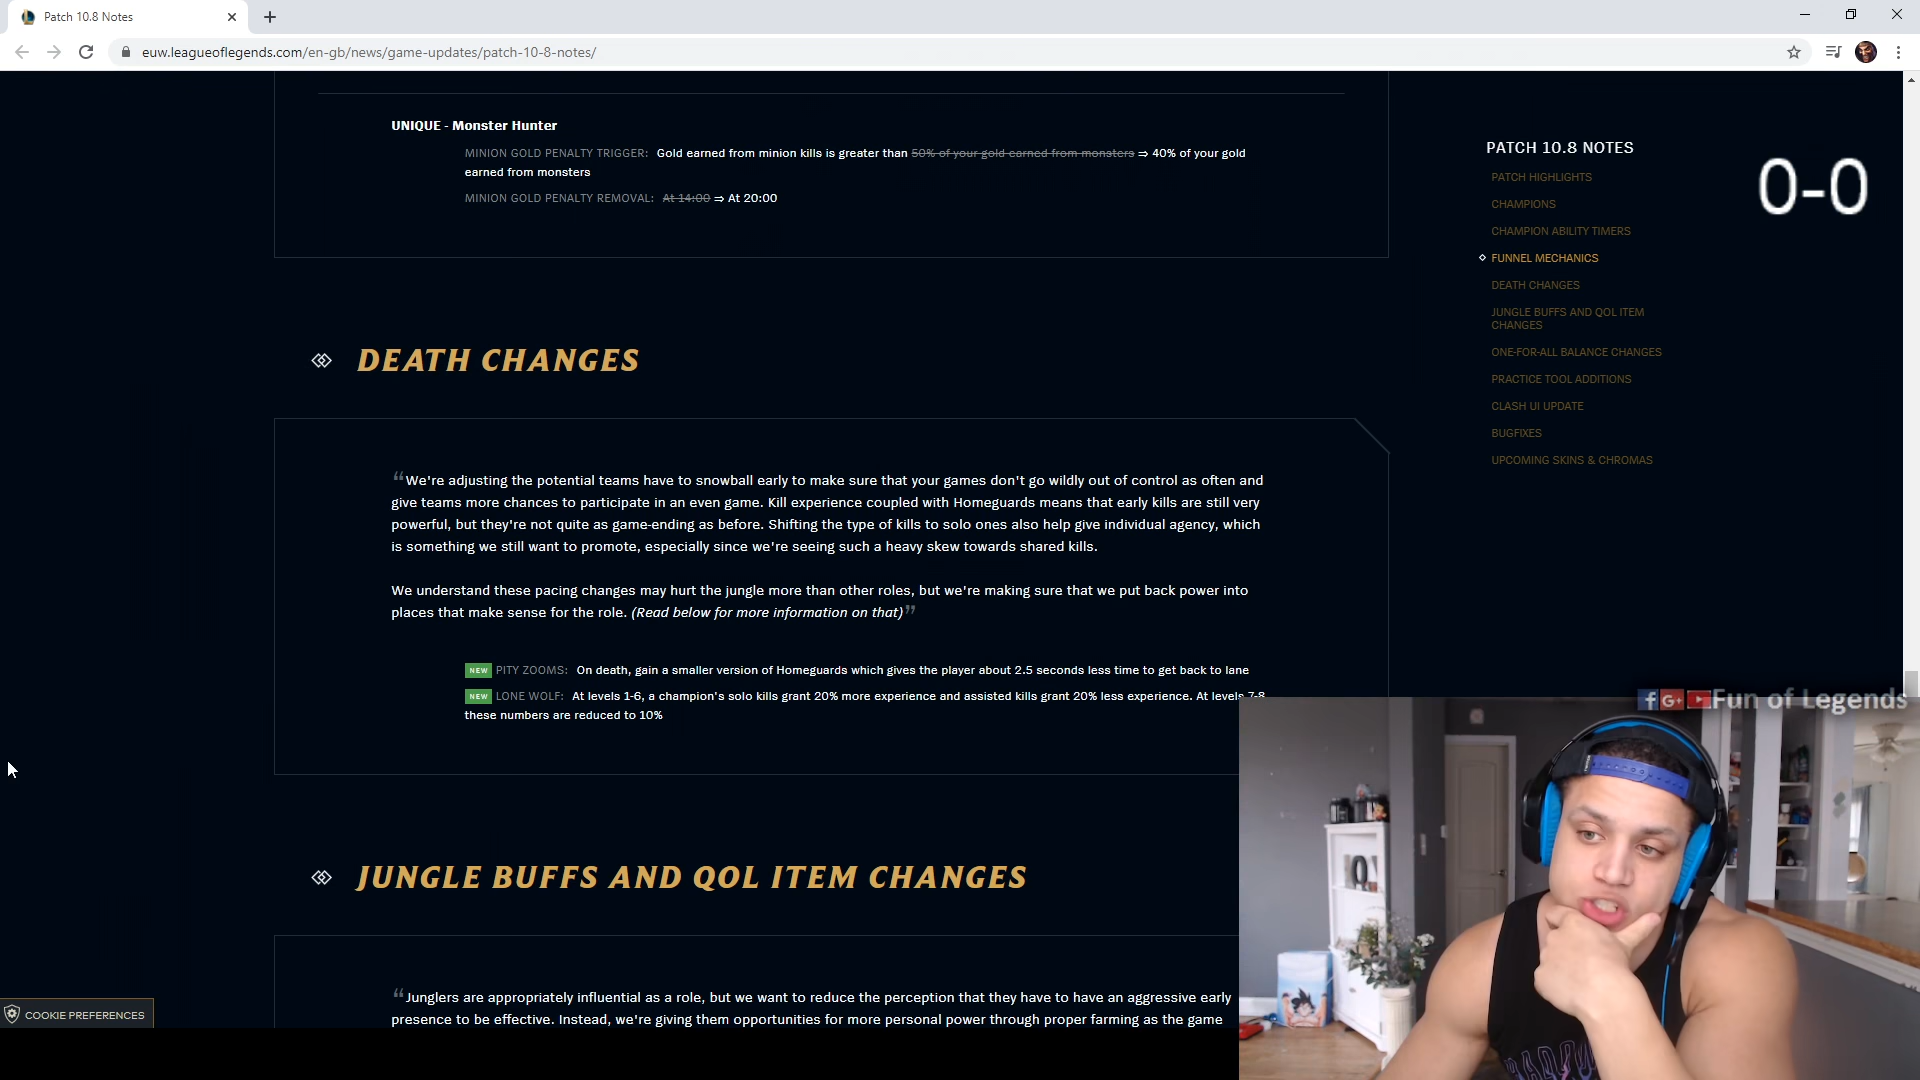 Patch 10.8 Notes
euw.leagueoflegends.com/en-gb/news/game-updates/patch-10-8-notes/
UNIQUE - Monster Hunter
MINION GOLD PENALTY TRIGGER: Gold earned from minion kills is greater than 50% of your gold earned from monsters ⇒ 40% of your gold
earned from monsters
MINION GOLD PENALTY REMOVAL: At 14:00 ⇒ At 20:00
DEATH CHANGES
“We're adjusting the potential teams have to snowball early to make sure that your games don't go wildly out of control as often and
give teams more chances to participate in an even game. Kill experience coupled with Homeguards means that early kills are still very
powerful, but they're not quite as game-ending as before. Shifting the type of kills to solo ones also help give individual agency, which
is something we still want to promote, especially since we're seeing such a heavy skew towards shared kills.
We understand these pacing changes may hurt the jungle more than other roles, but we're making sure that we put back power into
places that make sense for the role. (Read below for more information on that)”
NEW PITY ZOOMS: On death, gain a smaller version of Homeguards which gives the player about 2.5 seconds less time to get back to lane
NEW LONE WOLF: At levels 1-6, a champion's solo kills grant 20% more experience and assisted kills grant 20% less experience. At levels 7-8
these numbers are reduced to 10%
JUNGLE BUFFS AND QOL ITEM CHANGES
“Junglers are appropriately influential as a role, but we want to reduce the perception that they have to have an aggressive early
presence to be effective. Instead, we're giving them opportunities for more personal power through proper farming as the game
COOKIE PREFERENCES
PATCH 10.8 NOTES
PATCH HIGHLIGHTS
CHAMPIONS
CHAMPION ABILITY TIMERS
FUNNEL MECHANICS
DEATH CHANGES
JUNGLE BUFFS AND QOL ITEM
CHANGES
ONE-FOR-ALL BALANCE CHANGES
PRACTICE TOOL ADDITIONS
CLASH UI UPDATE
BUGFIXES
UPCOMING SKINS & CHROMAS
0-0
f G+ Fun of Legends